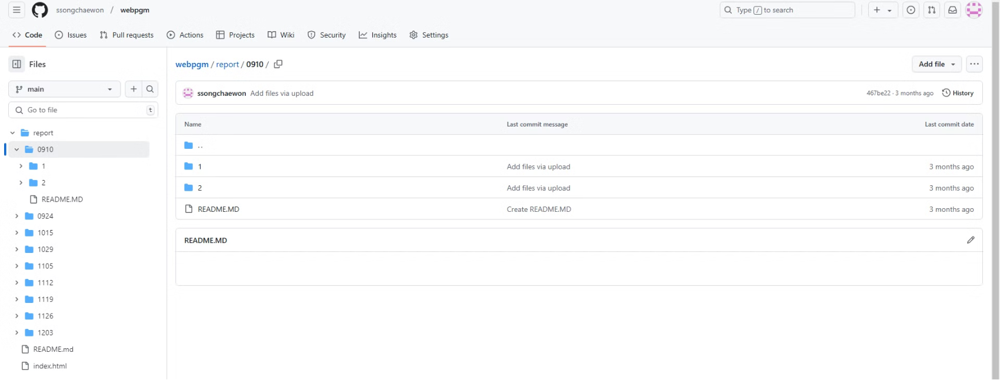 ssongchaewon / webpgm
Type / to search
Code Issues Pull requests Actions Projects Wiki Security Insights Settings
Files
main
Go to file t
report
0910
1
2
README.MD
0924
1015
1029
1105
1112
1119
1126
1203
README.md
index.html
webpgm / report / 0910 /
Add file
ssongchaewon Add files via upload
467be22 · 3 months ago History
Name Last commit message Last commit date
..
1 Add files via upload 3 months ago
2 Add files via upload 3 months ago
README.MD Create README.MD 3 months ago
README.MD